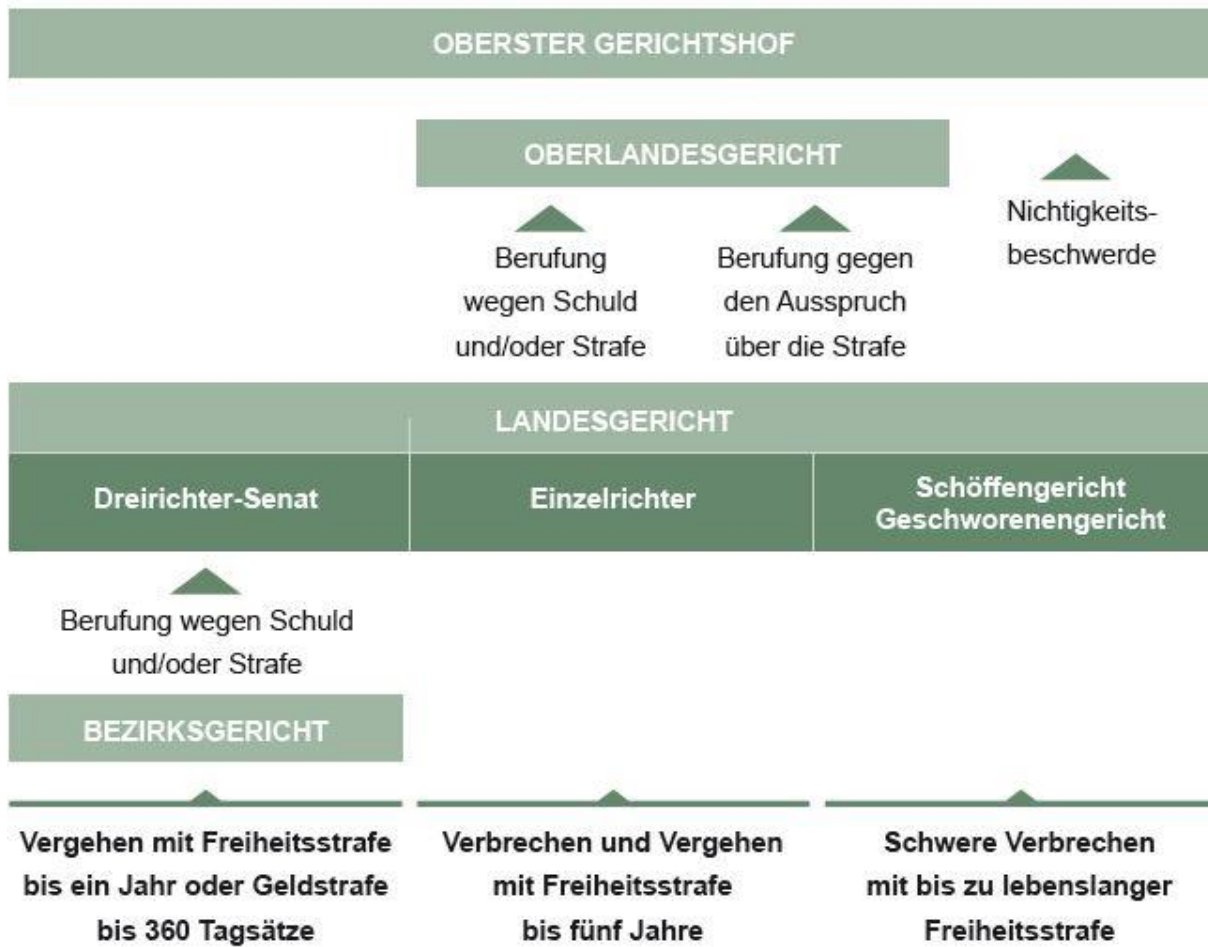 OBERSTER GERICHTSHOF
OBERLANDESGERICHT
Nichtigkeits-
beschwerde
Berufung
wegen Schuld
und/oder Strafe
Berufung gegen
den Ausspruch
über die Strafe
LANDESGERICHT
Dreirichter-Senat
Einzelrichter
Schöffengericht
Geschworenengericht
Berufung wegen Schuld
und/oder Strafe
BEZIRKSGERICHT
Vergehen mit Freiheitsstrafe
bis ein Jahr oder Geldstrafe
bis 360 Tagsätze
Verbrechen und Vergehen
mit Freiheitsstrafe
bis fünf Jahre
Schwere Verbrechen
mit bis zu lebenslanger
Freiheitsstrafe